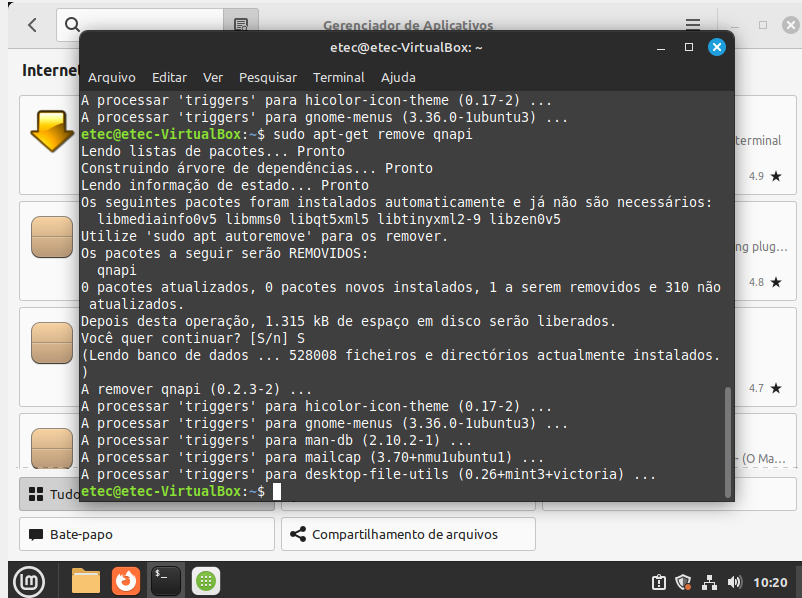 Gerenciador de Aplicativos
etec@etec-VirtualBox: ~
Internet
Arquivo Editar Ver Pesquisar Terminal Ajuda
A processar 'triggers' para hicolor-icon-theme (0.17-2) ...
A processar 'triggers' para gnome-menus (3.36.0-1ubuntu3) ...
etec@etec-VirtualBox:~$ sudo apt-get remove qnapi
Lendo listas de pacotes... Pronto
Construindo árvore de dependências... Pronto
Lendo informação de estado... Pronto
Os seguintes pacotes foram instalados automaticamente e já não são necessários:
libmediainfo0v5 libmms0 libqt5xml5 libtinyxml2-9 libzen0v5
Utilize 'sudo apt autoremove' para os remover.
Os pacotes a seguir serão REMOVIDOS:
qnapi
0 pacotes atualizados, 0 pacotes novos instalados, 1 a serem removidos e 310 não
atualizados.
Depois desta operação, 1.315 kB de espaço em disco serão liberados.
Você quer continuar? [S/n] S
(Lendo banco de dados ... 528008 ficheiros e directórios actualmente instalados.
)
A remover qnapi (0.2.3-2) ...
A processar 'triggers' para hicolor-icon-theme (0.17-2) ...
A processar 'triggers' para gnome-menus (3.36.0-1ubuntu3) ...
A processar 'triggers' para man-db (2.10.2-1) ...
A processar 'triggers' para mailcap (3.70+nmu1ubuntu1) ...
A processar 'triggers' para desktop-file-utils (0.26+mint3+victoria) ...
etec@etec-VirtualBox:~$
terminal
4.9 ★
ng plug...
4.8 ★
4.7 ★
- (O Ma...
Tudo
Bate-papo
Compartilhamento de arquivos
10:20